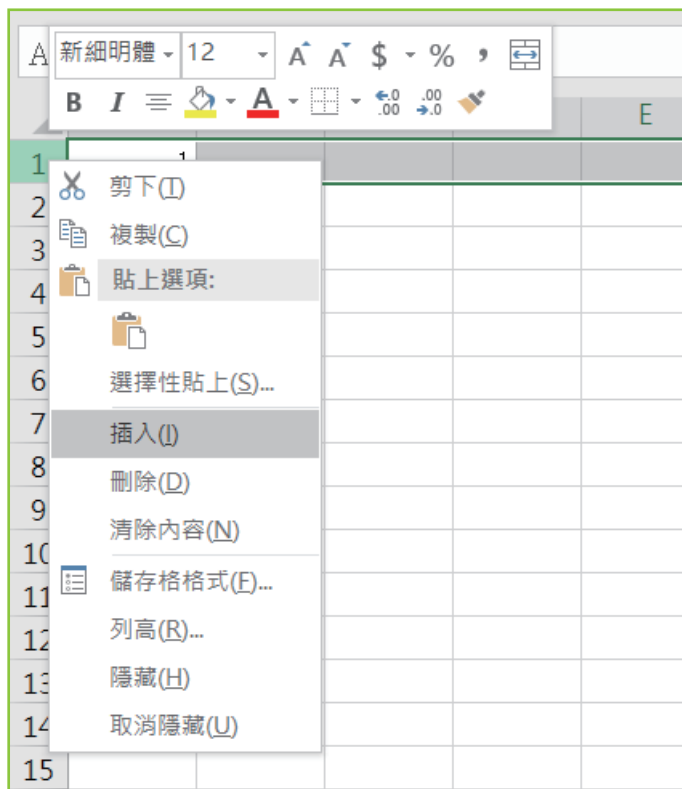 A 新細明體 12 A A $ % ,
B I A .0 .00 .00 .0
E
1 1
剪下(T)
2 複製(C)
3 貼上選項:
4
5
6 選擇性貼上(S)...
7 插入(I)
8 刪除(D)
9 清除內容(N)
10
11 儲存格格式(F)...
12 列高(R)...
13 隱藏(H)
14 取消隱藏(U)
15